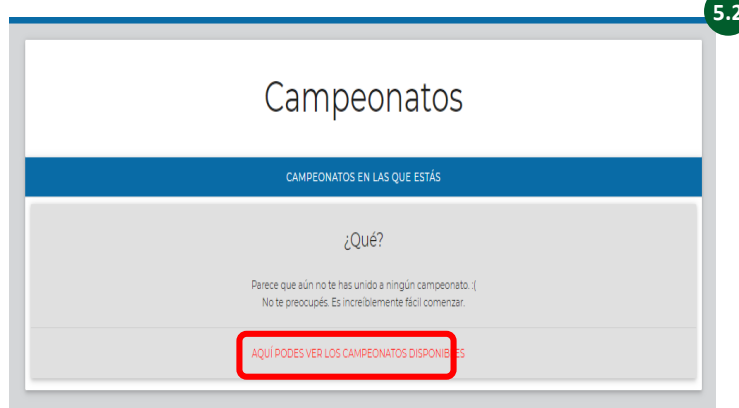 5.2
Campeonatos
CAMPEONATOS EN LAS QUE ESTÁS
¿Qué?
Parece que aún no te has unido a ningún campeonato. :(
No te preocupés. Es increíblemente fácil comenzar.
AQUÍ PODES VER LOS CAMPEONATOS DISPONIBLES